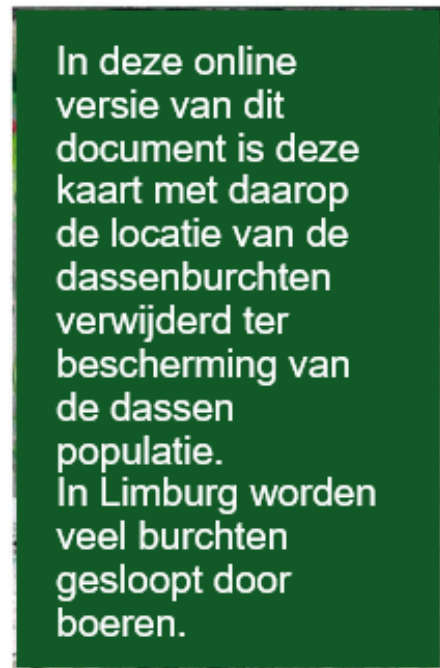 In deze online
versie van dit
document is deze
kaart met daarop
de locatie van de
dassenburchten
verwijderd ter
bescherming van
de dassen
populatie.
In Limburg worden
veel burchten
gesloopt door
boeren.